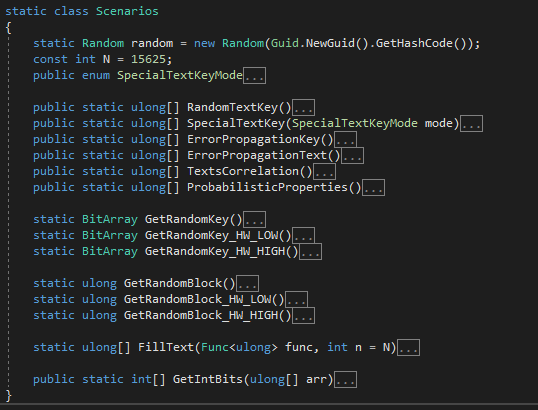 static class Scenarios
{
static Random random = new Random(Guid.NewGuid().GetHashCode());
const int N = 15625;
public enum SpecialTextKeyMode...
public static ulong[] RandomTextKey()...
public static ulong[] SpecialTextKey(SpecialTextKeyMode mode)...
public static ulong[] ErrorPropagationKey()...
public static ulong[] ErrorPropagationText()...
public static ulong[] TextsCorrelation()...
public static ulong[] ProbabilisticProperties()...
static BitArray GetRandomKey()...
static BitArray GetRandomKey_HW_LOW()...
static BitArray GetRandomKey_HW_HIGH()...
static ulong GetRandomBlock()...
static ulong GetRandomBlock_HW_LOW()...
static ulong GetRandomBlock_HW_HIGH()...
static ulong[] FillText(Func<ulong> func, int n = N)...
public static int[] GetIntBits(ulong[] arr)...
}